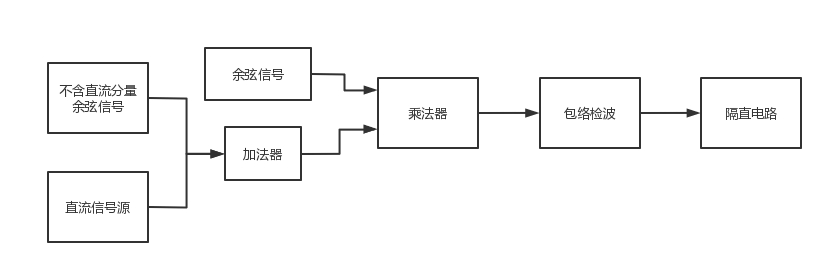 不含直流分量
余弦信号
余弦信号
直流信号源
加法器
乘法器
包络检波
隔直电路